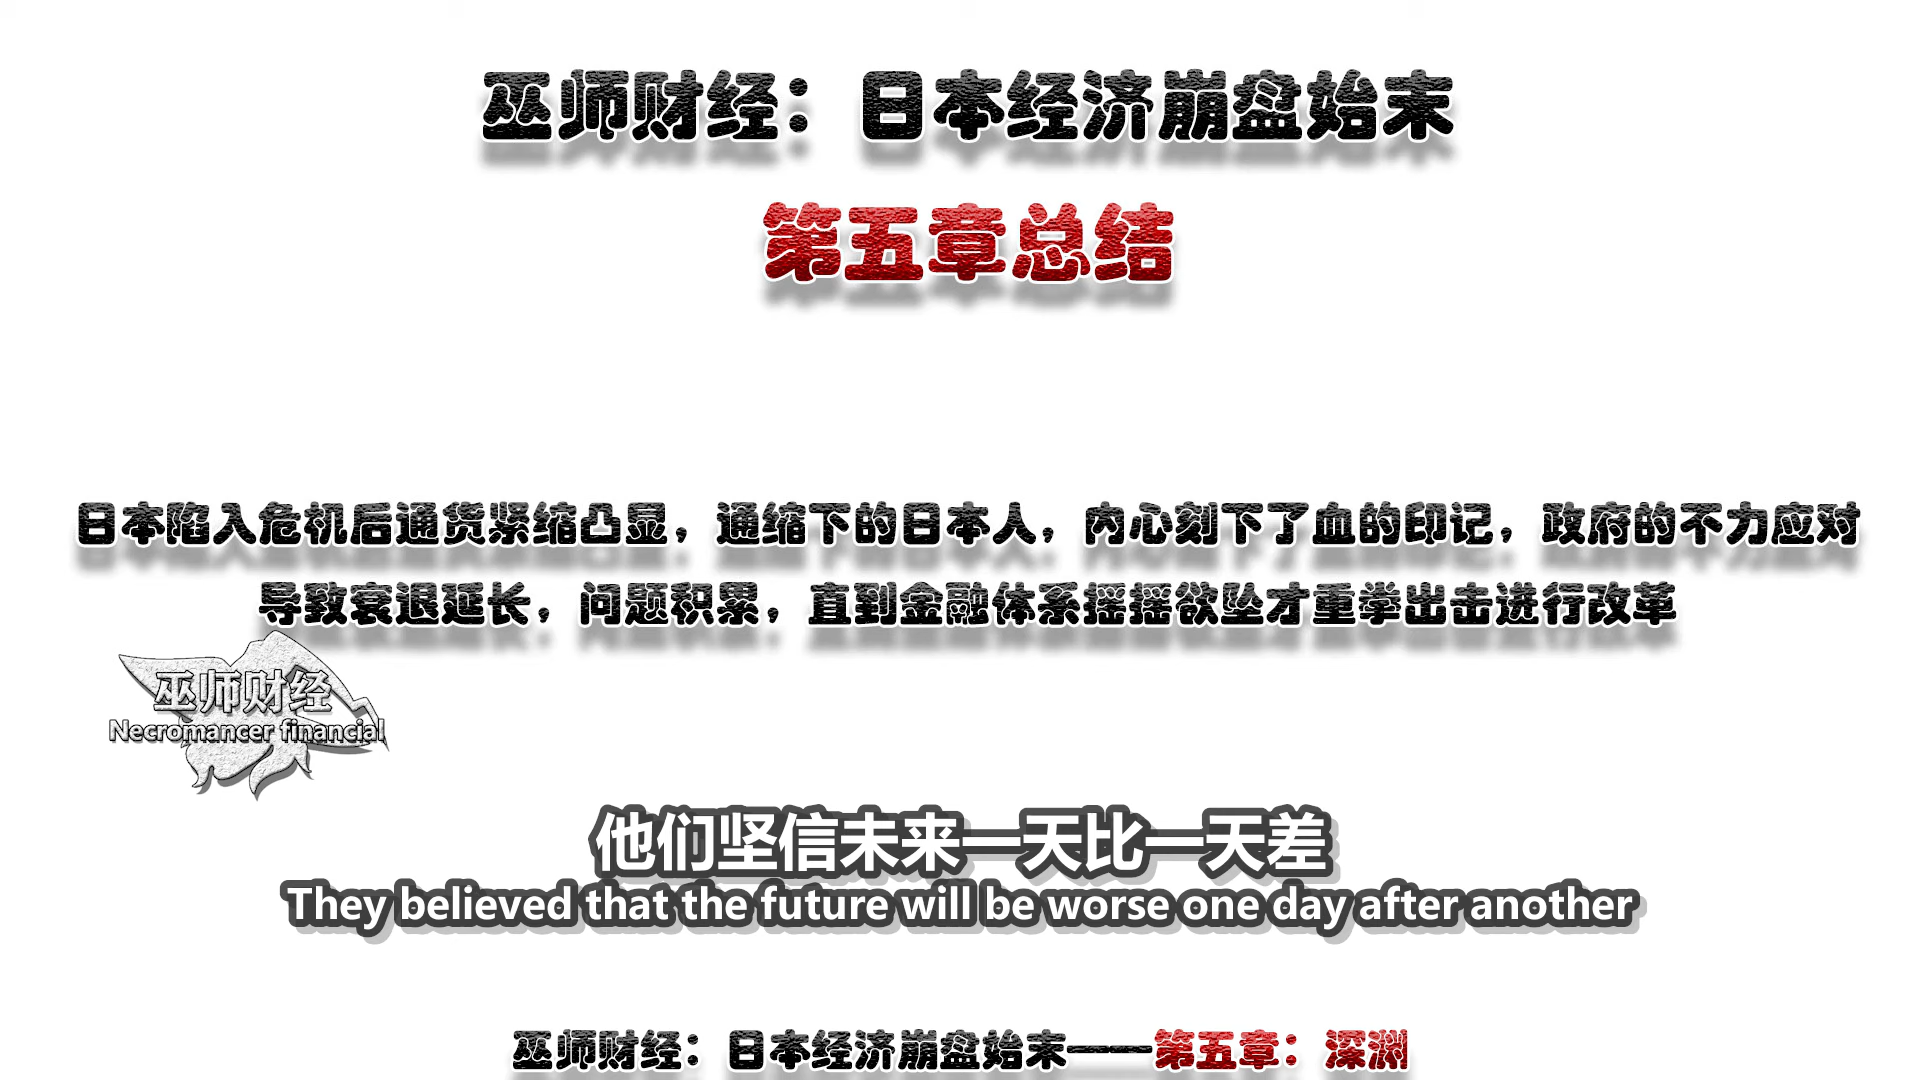 巫师财经：日本经济崩盘始末
第五章总结
日本陷入危机后通货紧缩凸显，通缩下的日本人，内心刻下了血的印记，政府的不力应对
导致衰退延长，问题积累，直到金融体系摇摇欲坠才重拳出击进行改革
巫师财经
Necromancer financial
他们坚信未来一天比一天差
They believed that the future will be worse one day after another
巫师财经：日本经济崩盘始末——第五章：深渊